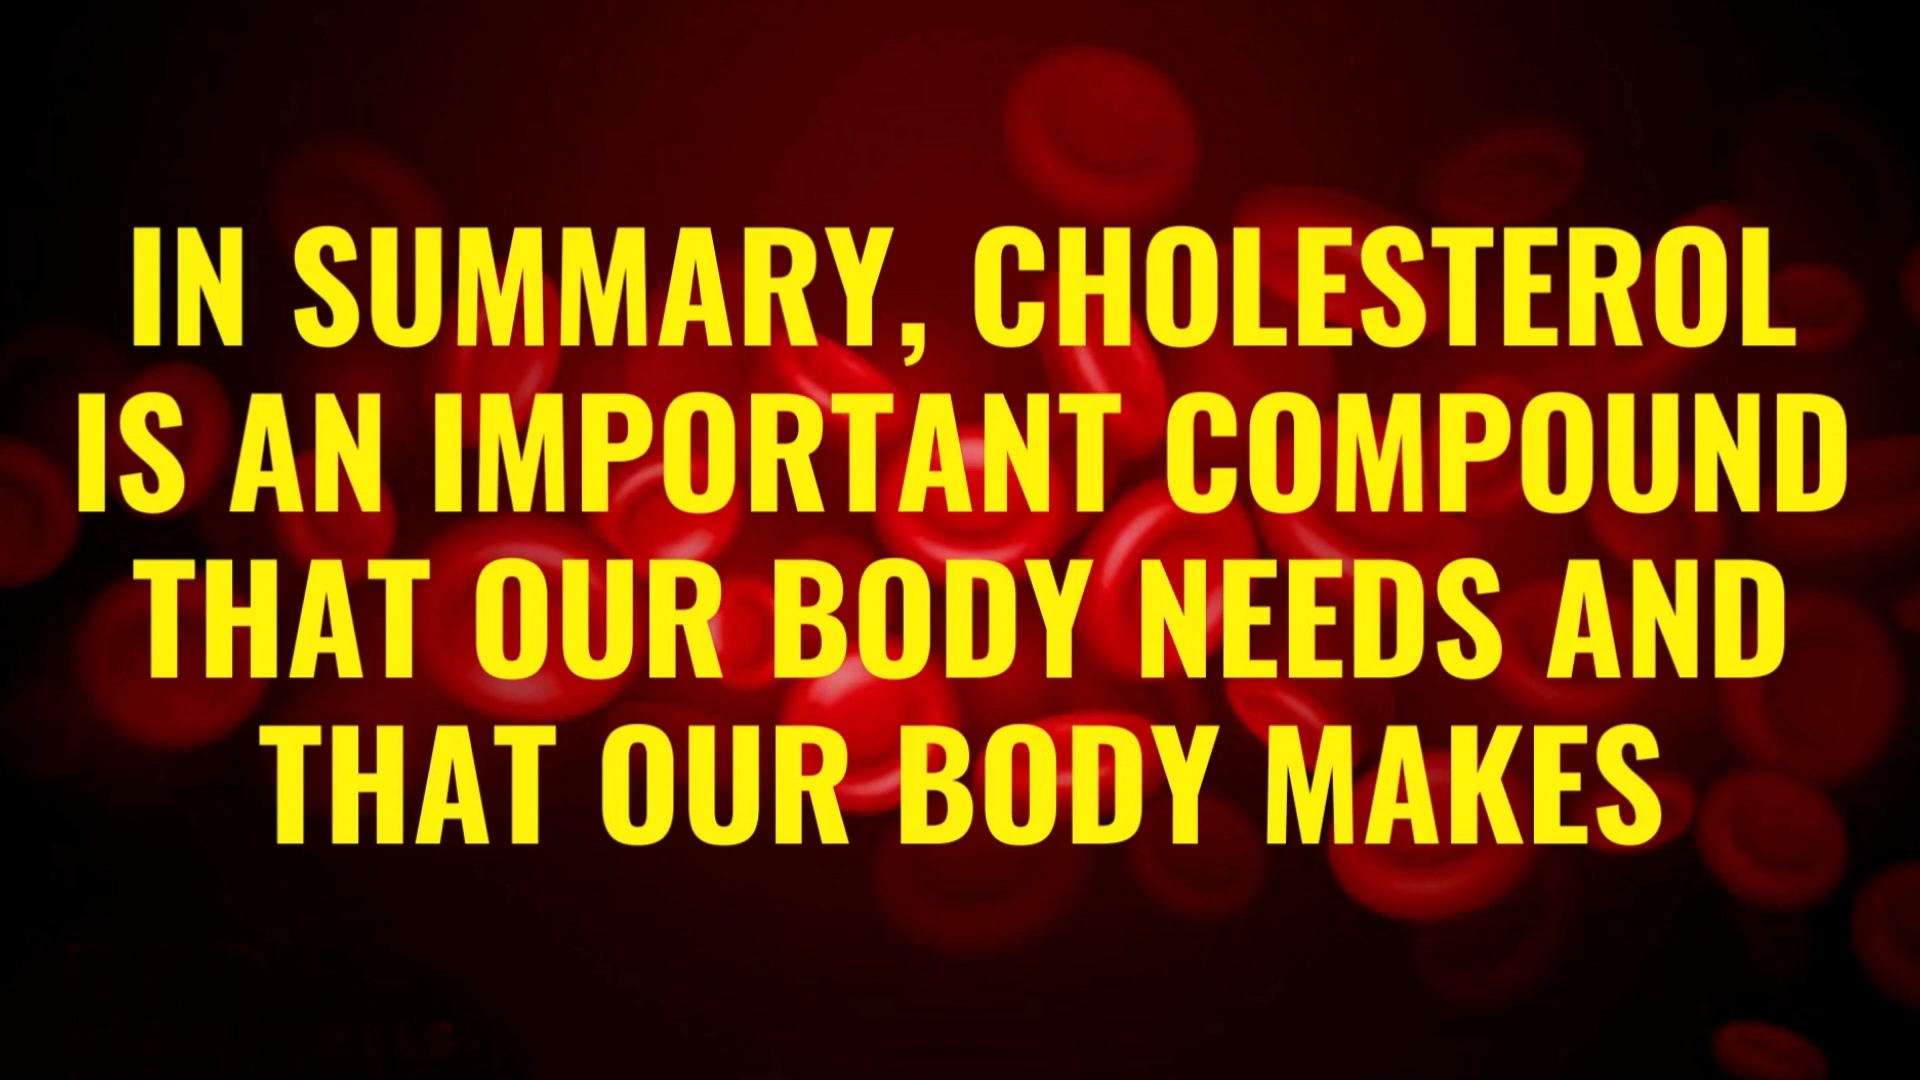 IN SUMMARY, CHOLESTEROL
IS AN IMPORTANT COMPOUND
THAT OUR BODY NEEDS AND
THAT OUR BODY MAKES